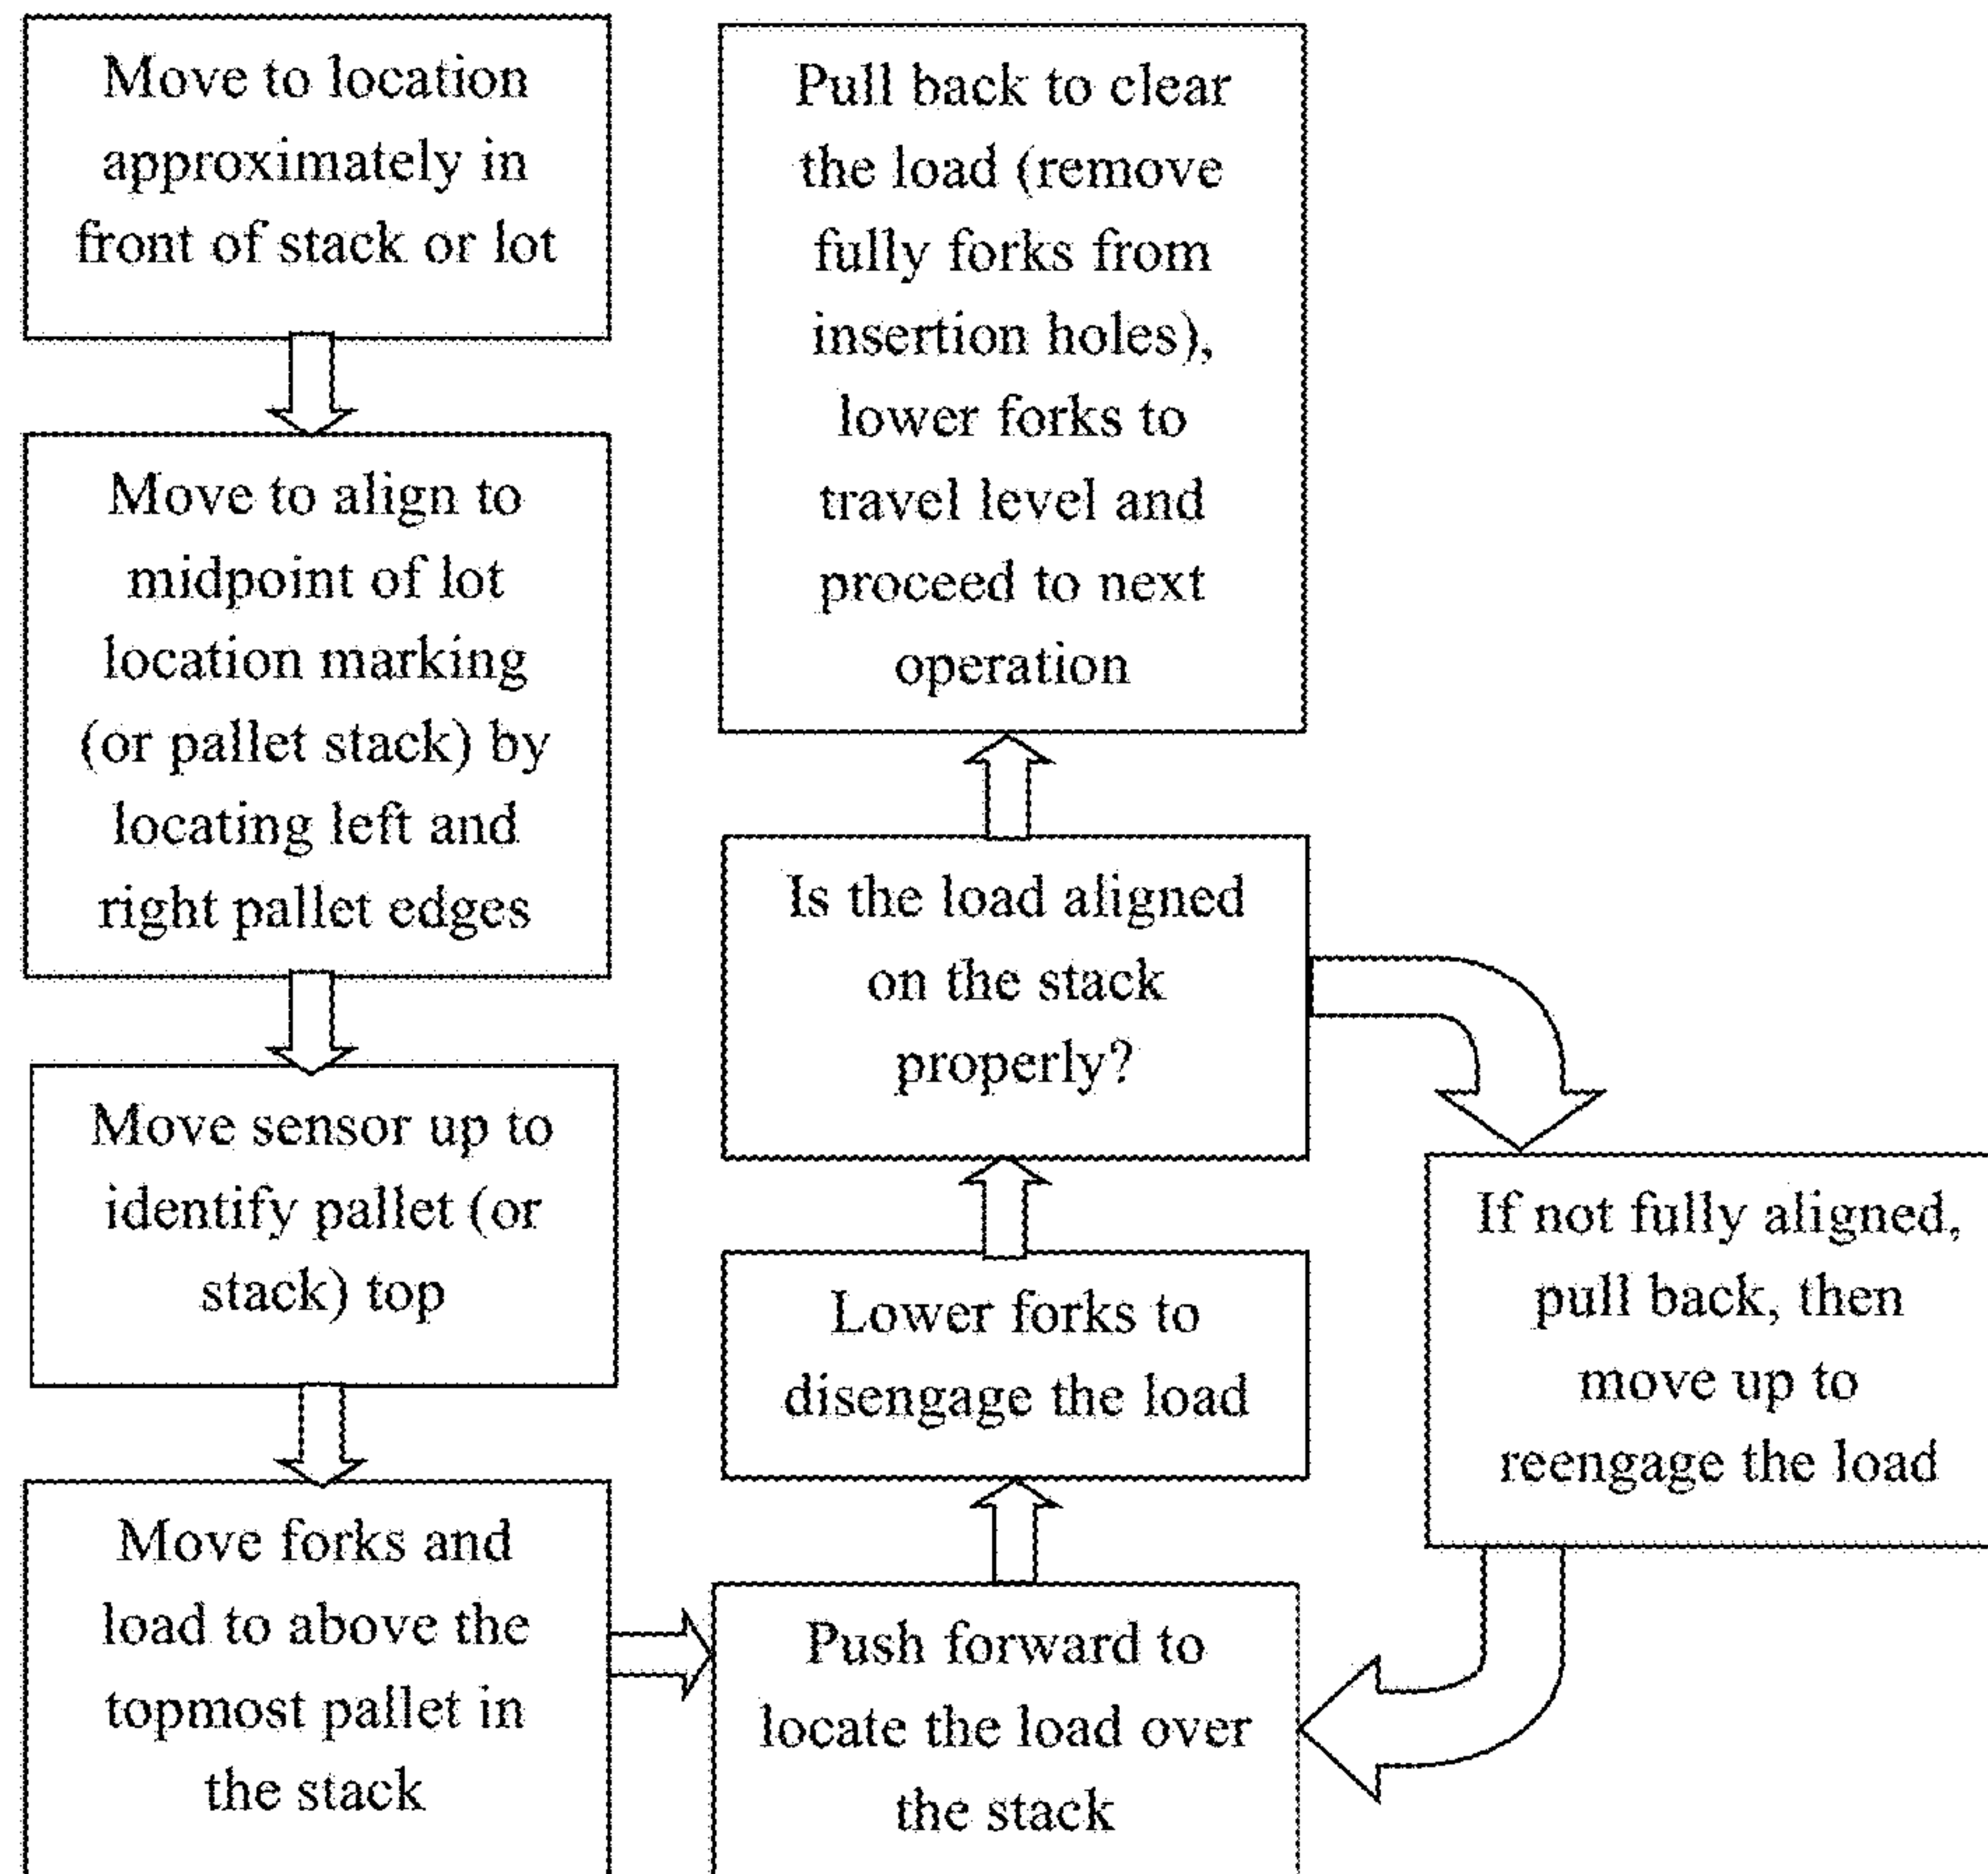 Move to location
approximately in
front of stack or lot
Move to align to
midpoint of lot
location marking
(or pallet stack) by
locating left and
right pallet edges
Move sensor up to
identify pallet (or
stack) top
Move forks and
load to above the
topmost pallet in
the stack
Pull back to clear
the load (remove
fully forks from
insertion holes),
lower forks to
travel level and
proceed to next
operation
Is the load aligned
on the stack
properly?
Lower forks to
disengage the load
Push forward to
locate the load over
the stack
If not fully aligned,
pull back, then
move up to
reengage the load